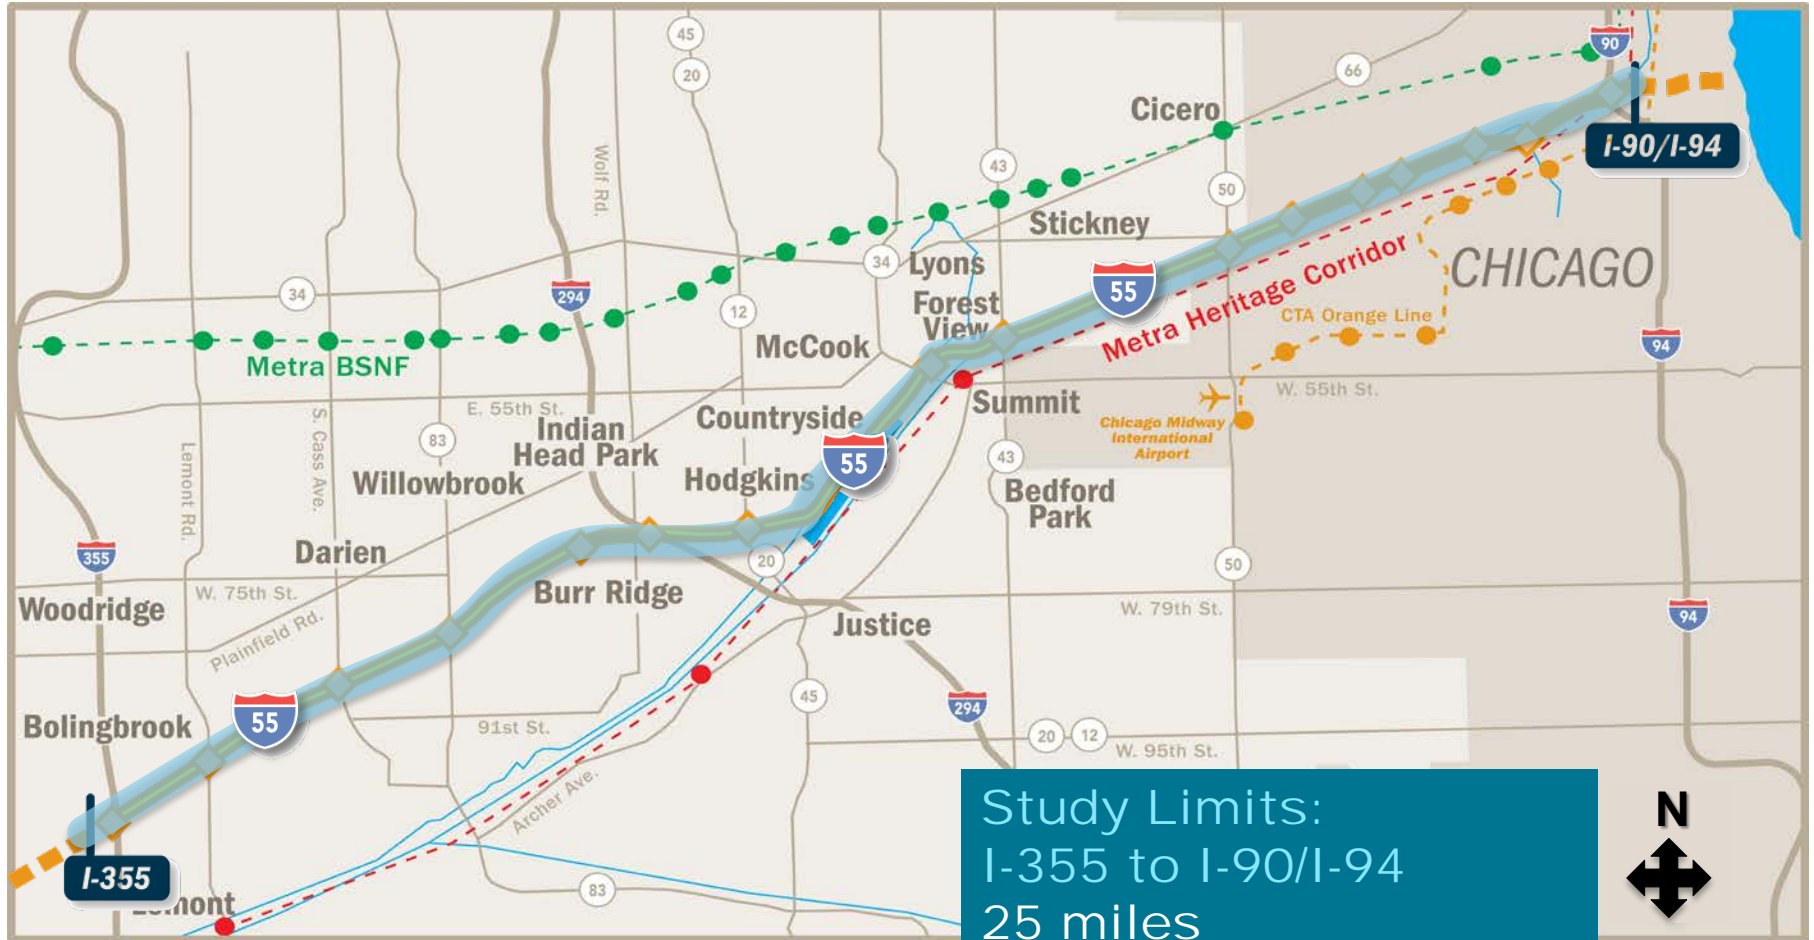 45
90
20
66
Cicero
I-90/I-94
Wolf Rd.
43
50
Stickney
34
Lyons
CHICAGO
294
34
55
Forest
View
Metra Heritage Corridor
12
CTA Orange Line
McCook
94
Metra BSNF
W. 55th St.
E. 55th St.
S. Cass Ave.
Countryside
Summit
Chicago Midway
International
Airport
Indian
Head Park
83
Lemont Rd.
43
55
Willowbrook
Hodgkins
Bedford
Park
355
Darien
20
50
W. 75th St.
Burr Ridge
Woodridge
W. 79th St.
94
Plainfield Rd.
Justice
45
294
55
Bolingbrook
91st St.
20
12
W. 95th St.
Archer Ave.
Study Limits:
I-355 to I-90/I-94
25 miles
N
I-355
83